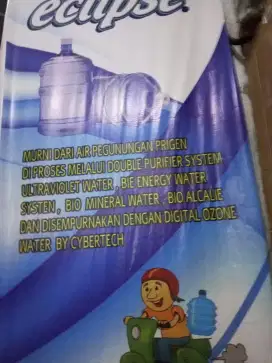 eclipse
MURNI DARI AIR PEGUNUNGAN PRIGEN
DI PROSES MELALUI DOUBLE PURIFIER SYSTEM
ULTRAVIOLET WATER , BIE ENERGY WATER
SYSTEN , BIO MINERAL WATER , BIO ALCALIE
DAN DISEMPURNAKAN DENGAN DIGITAL OZONE
WATER BY CYBERTECH